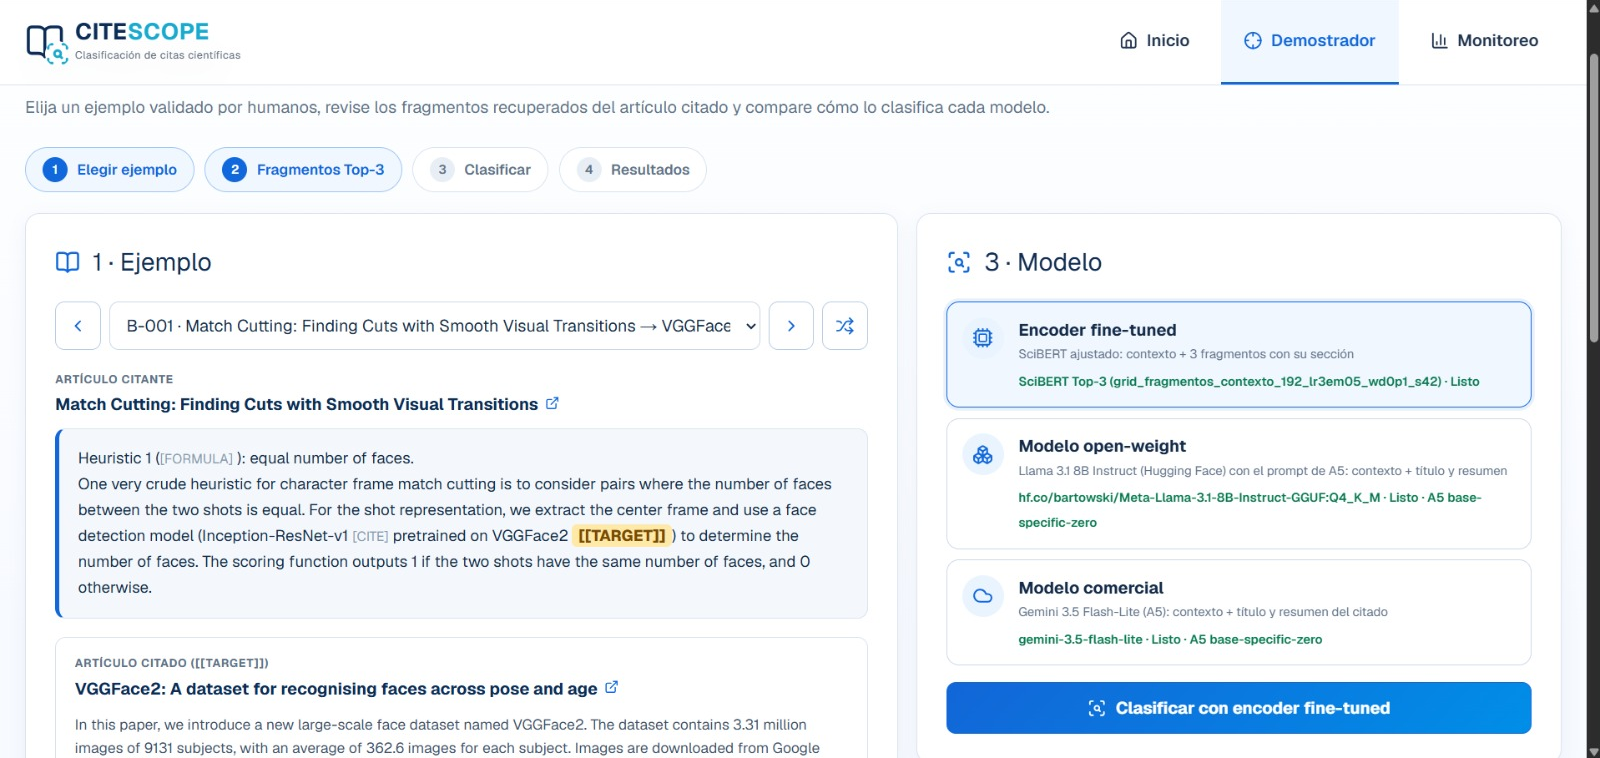 CITESCOPE
Clasificación de citas científicas
Inicio
Demostrador
Monitoreo
Elija un ejemplo validado por humanos, revise los fragmentos recuperados del artículo citado y compare cómo lo clasifica cada modelo.
1 Elegir ejemplo
2 Fragmentos Top-3
3 Clasificar
4 Resultados
1 · Ejemplo
B-001 · Match Cutting: Finding Cuts with Smooth Visual Transitions → VGGFace
ARTÍCULO CITANTE
Match Cutting: Finding Cuts with Smooth Visual Transitions
Heuristic 1 ([FORMULA] ): equal number of faces.
One very crude heuristic for character frame match cutting is to consider pairs where the number of faces
between the two shots is equal. For the shot representation, we extract the center frame and use a face
detection model (Inception-ResNet-v1 [CITE] pretrained on VGGFace2 [[TARGET]] ) to determine the
number of faces. The scoring function outputs 1 if the two shots have the same number of faces, and 0
otherwise.
ARTÍCULO CITADO ([[TARGET]])
VGGFace2: A dataset for recognising faces across pose and age
In this paper, we introduce a new large-scale face dataset named VGGFace2. The dataset contains 3.31 million
images of 9131 subjects, with an average of 362.6 images for each subject. Images are downloaded from Google
3 · Modelo
Encoder fine-tuned
SciBERT ajustado: contexto + 3 fragmentos con su sección
SciBERT Top-3 (grid_fragmentos_contexto_192_lr3em05_wd0p1_s42) · Listo
Modelo open-weight
Llama 3.1 8B Instruct (Hugging Face) con el prompt de A5: contexto + título y resumen
hf.co/bartowski/Meta-Llama-3.1-8B-Instruct-GGUF:Q4_K_M · Listo · A5 base-
specific-zero
Modelo comercial
Gemini 3.5 Flash-Lite (A5): contexto + título y resumen del citado
gemini-3.5-flash-lite · Listo · A5 base-specific-zero
Clasificar con encoder fine-tuned